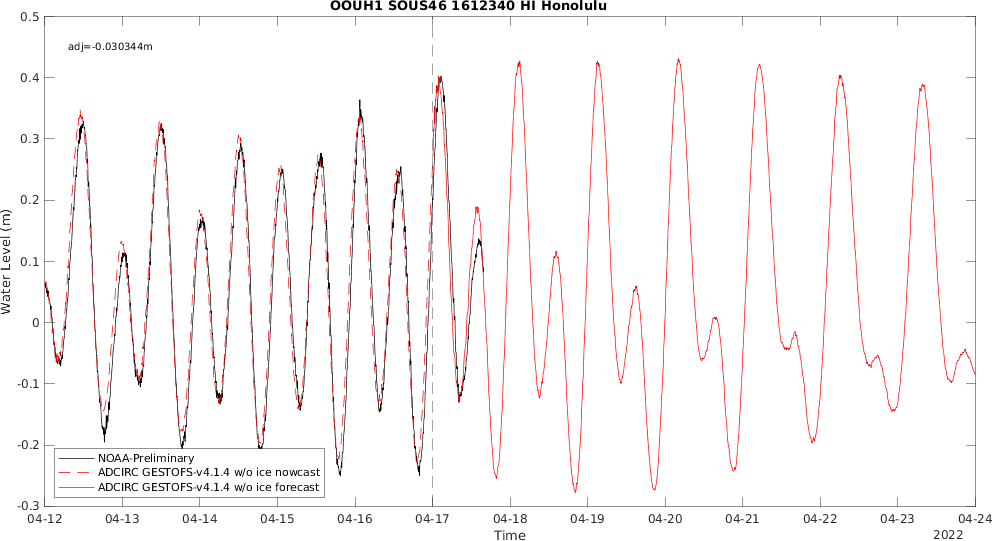 OOUH1 SOUS46 1612340 HI Honolulu
0.5
adj=-0.030344m
0.4
0.3
0.2
0.1
0
-0.1
-0.2
-0.3
Water Level (m)
NOAA-Preliminary
ADCIRC GESTOFS-v4.1.4 w/o ice nowcast
ADCIRC GESTOFS-v4.1.4 w/o ice forecast
04-12 04-13 04-14 04-15 04-16 04-17 04-18 04-19 04-20 04-21 04-22 04-23 04-24
Time
2022